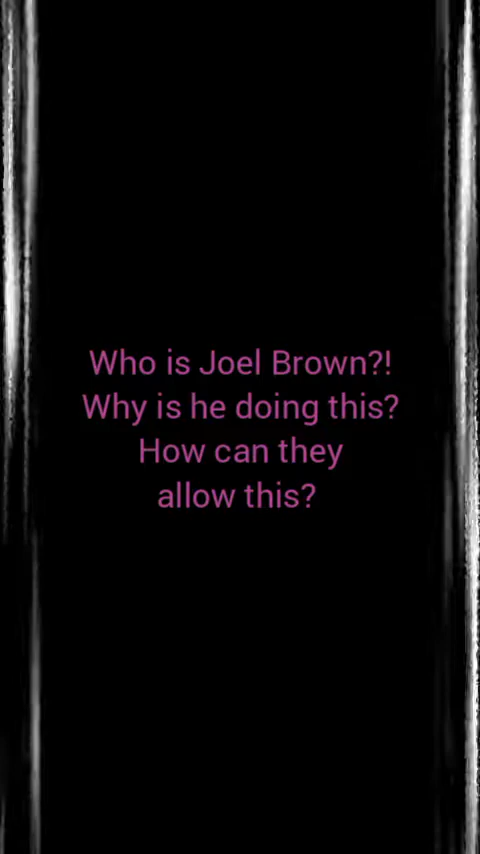 Who is Joel Brown?!
Why is he doing this?
How can they
allow this?